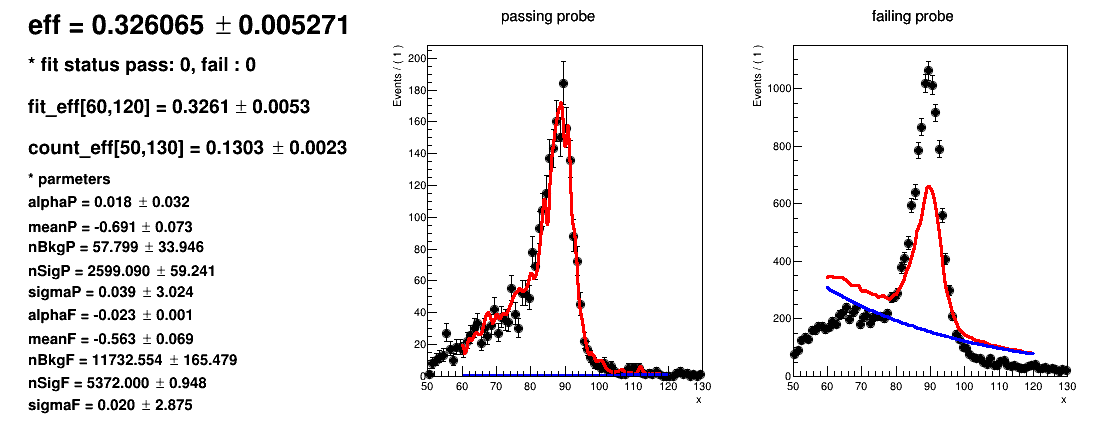 eff = 0.326065 ± 0.005271
* fit status pass: 0, fail : 0
fit_eff[60,120] = 0.3261 ± 0.0053
count_eff[50,130] = 0.1303 ± 0.0023
* parmeters
alphaP = 0.018 ± 0.032
meanP = -0.691 ± 0.073
nBkgP = 57.799 ± 33.946
nSigP = 2599.090 ± 59.241
sigmaP = 0.039 ± 3.024
alphaF = -0.023 ± 0.001
meanF = -0.563 ± 0.069
nBkgF = 11732.554 ± 165.479
nSigF = 5372.000 ± 0.948
sigmaF = 0.020 ± 2.875
passing probe
Events / ( 1 )
200
180
160
140
120
100
80
60
40
20
0
50 60 70 80 90 100 110 120 130
x
failing probe
Events / ( 1 )
1000
800
600
400
200
0
50 60 70 80 90 100 110 120 130
x